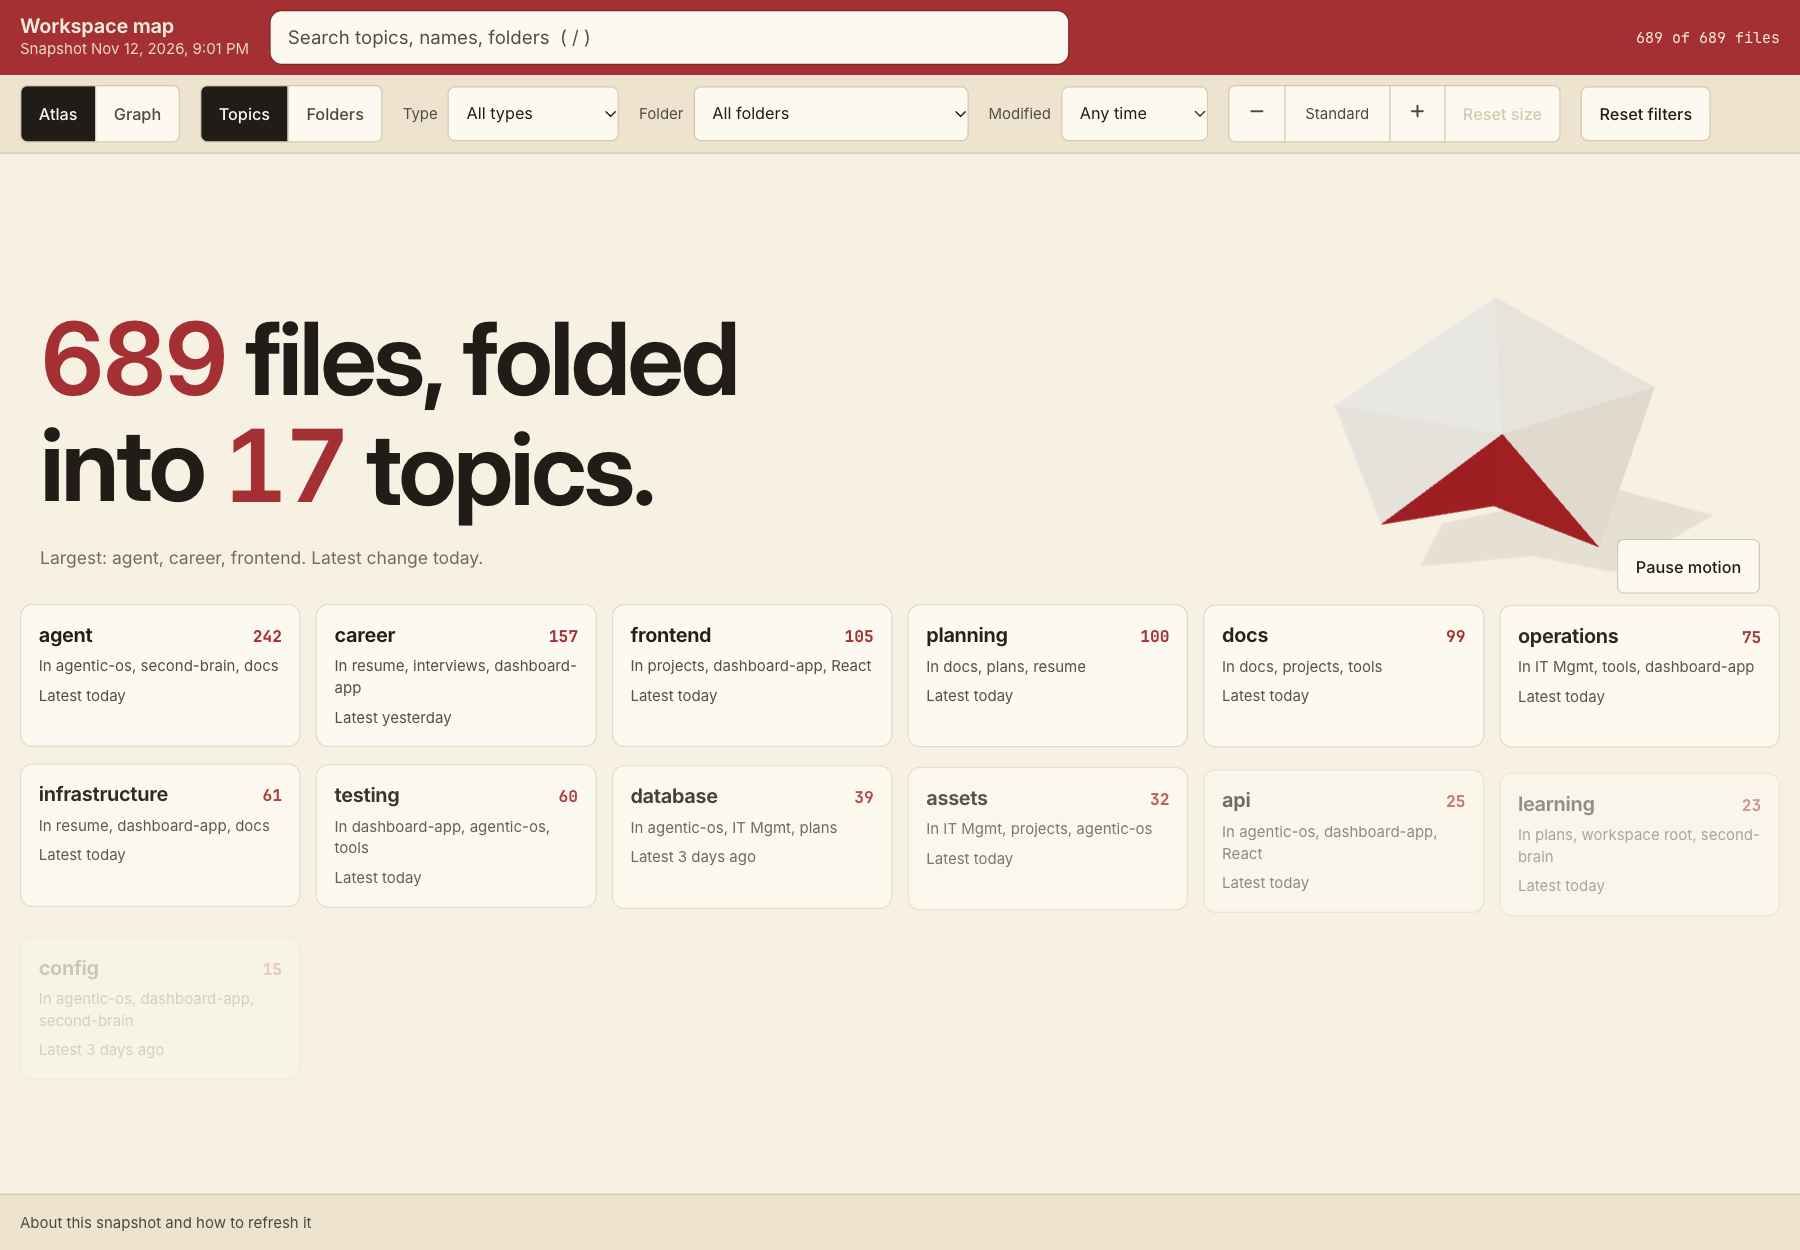 Workspace map
Snapshot Nov 12, 2026, 9:01 PM
Search topics, names, folders ( / )
689 of 689 files
Atlas
Graph
Topics
Folders
Type
All types
Folder
All folders
Modified
Any time
−
Standard
+
Reset size
Reset filters
689 files, folded
into 17 topics.
Largest: agent, career, frontend. Latest change today.
Pause motion
agent 242
In agentic-os, second-brain, docs
Latest today
career 157
In resume, interviews, dashboard-
app
Latest yesterday
frontend 105
In projects, dashboard-app, React
Latest today
planning 100
In docs, plans, resume
Latest today
docs 99
In docs, projects, tools
Latest today
operations 75
In IT Mgmt, tools, dashboard-app
Latest today
infrastructure 61
In resume, dashboard-app, docs
Latest today
testing 60
In dashboard-app, agentic-os,
tools
Latest today
database 39
In agentic-os, IT Mgmt, plans
Latest 3 days ago
assets 32
In IT Mgmt, projects, agentic-os
Latest today
api 25
In agentic-os, dashboard-app,
React
Latest today
learning 23
In plans, workspace root, second-
brain
Latest today
config 15
In agentic-os, dashboard-app,
second-brain
Latest 3 days ago
About this snapshot and how to refresh it